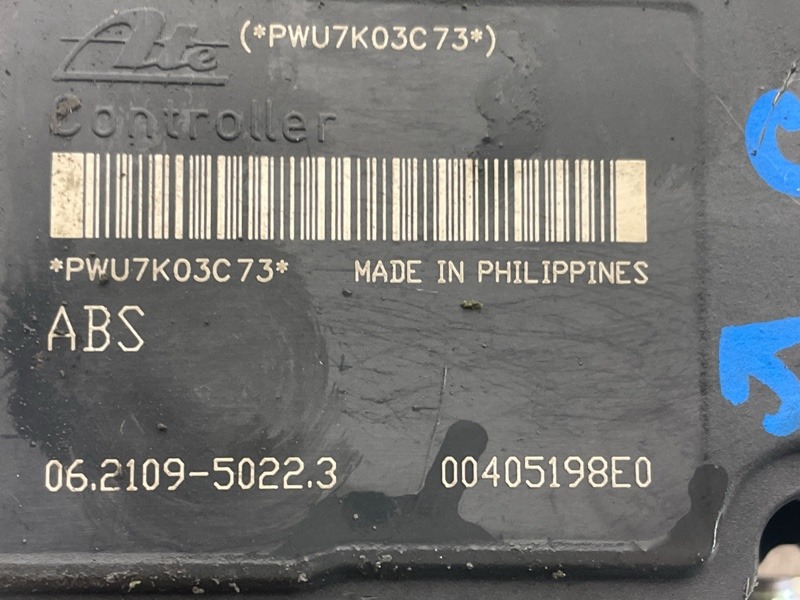 Ate (*PWU7K03C73*)
Controller
*PWU7K03C73* MADE IN PHILIPPINES
ABS
06.2109-5022.3 00405198E0